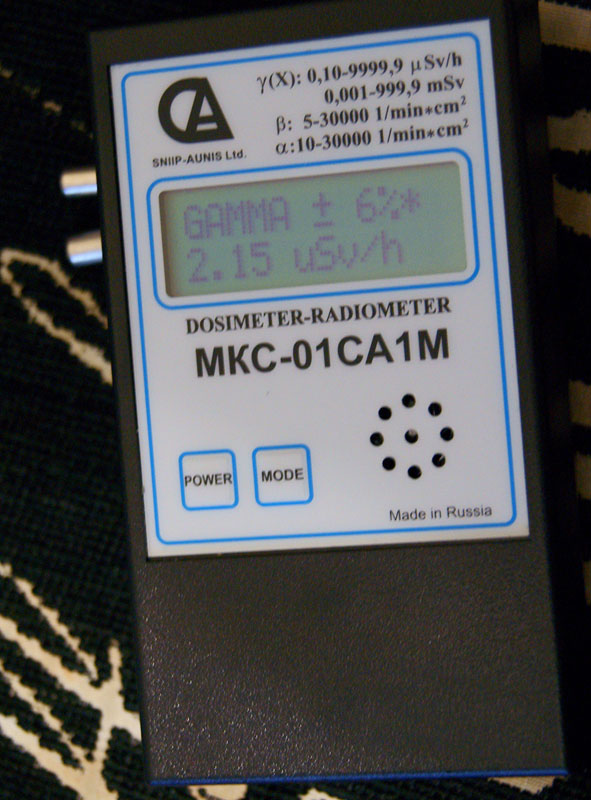 CA
SNIIP-AUNIS Ltd.
γ(X): 0,10-9999,9 μSv/h
0,001-999,9 mSv
β: 5-30000 1/min*cm²
α:10-30000 1/min*cm²
GAMMA ± 6%*
2.15 uSv/h
DOSIMETER-RADIOMETER
МКС-01СА1М
POWER
MODE
Made in Russia